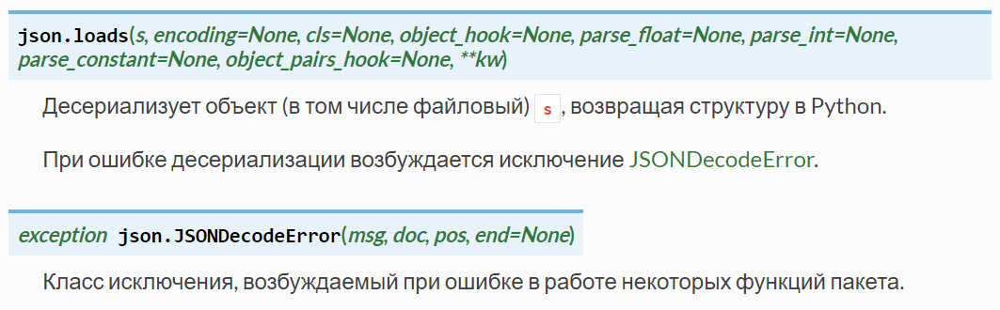 json.loads(s, encoding=None, cls=None, object_hook=None, parse_float=None, parse_int=None,
parse_constant=None, object_pairs_hook=None, **kw)
Десериализует объект (в том числе файловый) s, возвращая структуру в Python.
При ошибке десериализации возбуждается исключение JSONDecodeError.
exception json.JSONDecodeError(msg, doc, pos, end=None)
Класс исключения, возбуждаемый при ошибке в работе некоторых функций пакета.